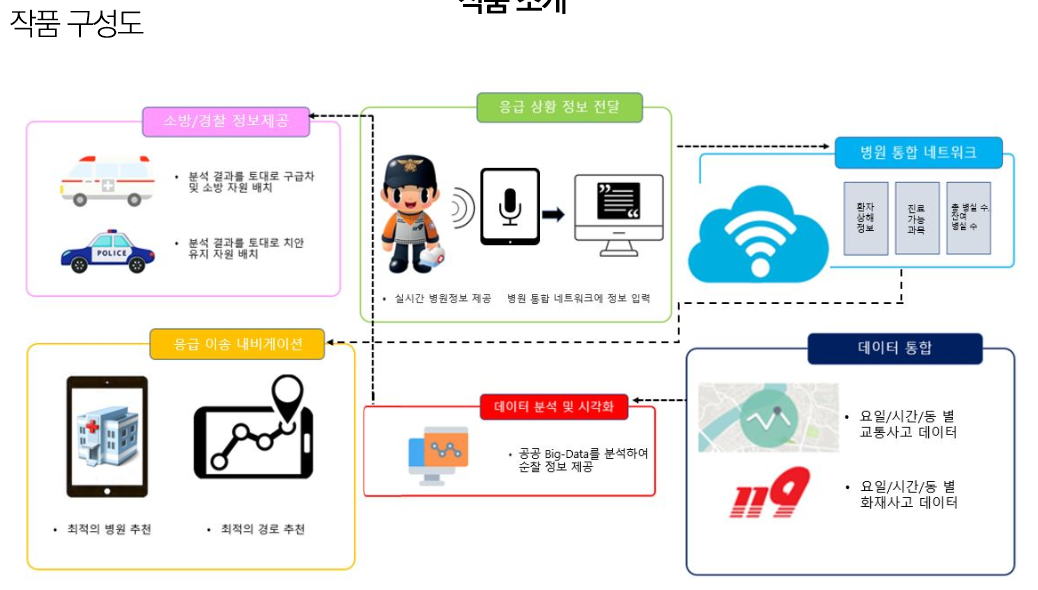 작품 소개
작품 구성도
소방/경찰 정보제공
• 분석 결과를 토대로 구급차
및 소방 자원 배치
POLICE
• 분석 결과를 토대로 치안
유지 자원 배치
응급 상황 정보 전달
• 실시간 병원정보 제공
병원 통합 네트워크에 정보 입력
병원 통합 네트워크
환자
상해
정보
진료
가능
과목
총 병실 수,
잔여
병실 수
응급 이송 내비게이션
• 최적의 병원 추천
• 최적의 경로 추천
데이터 분석 및 시각화
• 공공 Big-Data를 분석하여
순찰 정보 제공
데이터 통합
• 요일/시간/동 별
교통사고 데이터
119
• 요일/시간/동 별
화재사고 데이터